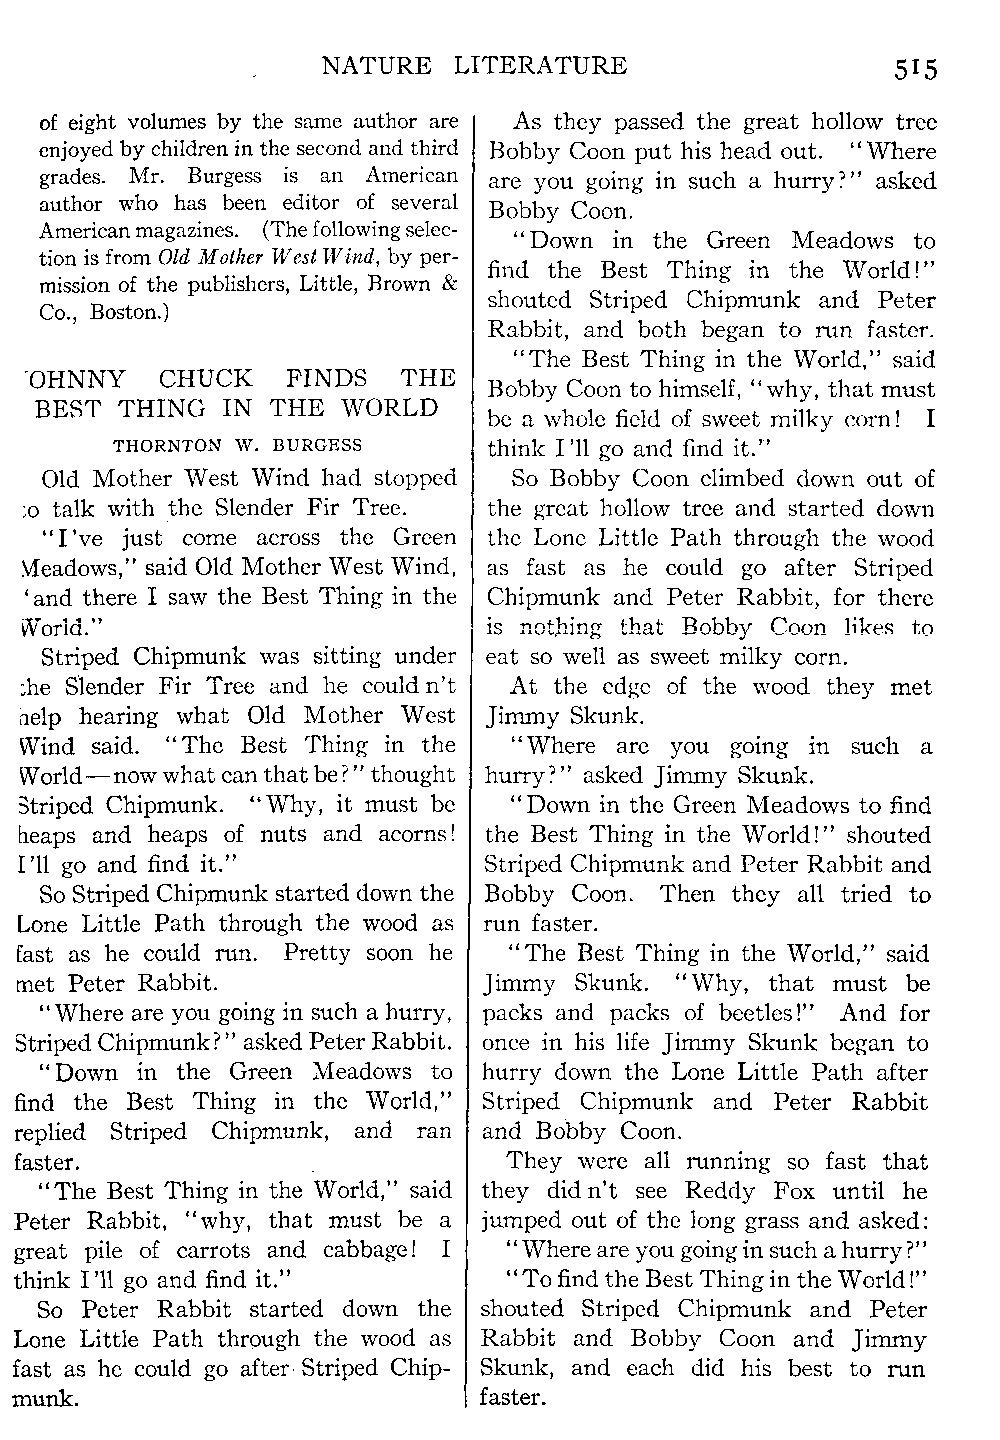 NATURE LITERATURE 515
of eight volumes by the same author are
enjoyed by children in the second and third
grades. Mr. Burgess is an American
author who has been editor of several
American magazines. (The following selec-
tion is from Old Mother West Wind, by per-
mission of the publishers, Little, Brown &
Co., Boston.)
OHNNY CHUCK FINDS THE
BEST THING IN THE WORLD
THORNTON W. BURGESS
Old Mother West Wind had stopped
to talk with the Slender Fir Tree.
"I've just come across the Green
Meadows," said Old Mother West Wind,
'and there I saw the Best Thing in the
World."
Striped Chipmunk was sitting under
the Slender Fir Tree and he couldn't
help hearing what Old Mother West
Wind said. "The Best Thing in the
World—now what can that be?" thought
Striped Chipmunk. "Why, it must be
heaps and heaps of nuts and acorns!
I'll go and find it."
So Striped Chipmunk started down the
Lone Little Path through the wood as
fast as he could run. Pretty soon he
met Peter Rabbit.
"Where are you going in such a hurry,
Striped Chipmunk?" asked Peter Rabbit.
"Down in the Green Meadows to
find the Best Thing in the World,"
replied Striped Chipmunk, and ran
faster.
"The Best Thing in the World," said
Peter Rabbit, "why, that must be a
great pile of carrots and cabbage! I
think I'll go and find it."
So Peter Rabbit started down the
Lone Little Path through the wood as
fast as he could go after Striped Chip-
munk.
As they passed the great hollow tree
Bobby Coon put his head out. "Where
are you going in such a hurry?" asked
Bobby Coon.
"Down in the Green Meadows to
find the Best Thing in the World!"
shouted Striped Chipmunk and Peter
Rabbit, and both began to run faster.
"The Best Thing in the World," said
Bobby Coon to himself, "why, that must
be a whole field of sweet milky corn! I
think I'll go and find it."
So Bobby Coon climbed down out of
the great hollow tree and started down
the Lone Little Path through the wood
as fast as he could go after Striped
Chipmunk and Peter Rabbit, for there
is nothing that Bobby Coon likes to
eat so well as sweet milky corn.
At the edge of the wood they met
Jimmy Skunk.
"Where are you going in such a
hurry?" asked Jimmy Skunk.
"Down in the Green Meadows to find
the Best Thing in the World!" shouted
Striped Chipmunk and Peter Rabbit and
Bobby Coon. Then they all tried to
run faster.
"The Best Thing in the World," said
Jimmy Skunk. "Why, that must be
packs and packs of beetles!" And for
once in his life Jimmy Skunk began to
hurry down the Lone Little Path after
Striped Chipmunk and Peter Rabbit
and Bobby Coon.
They were all running so fast that
they didn't see Reddy Fox until he
jumped out of the long grass and asked:
"Where are you going in such a hurry?"
"To find the Best Thing in the World!"
shouted Striped Chipmunk and Peter
Rabbit and Bobby Coon and Jimmy
Skunk, and each did his best to run
faster.